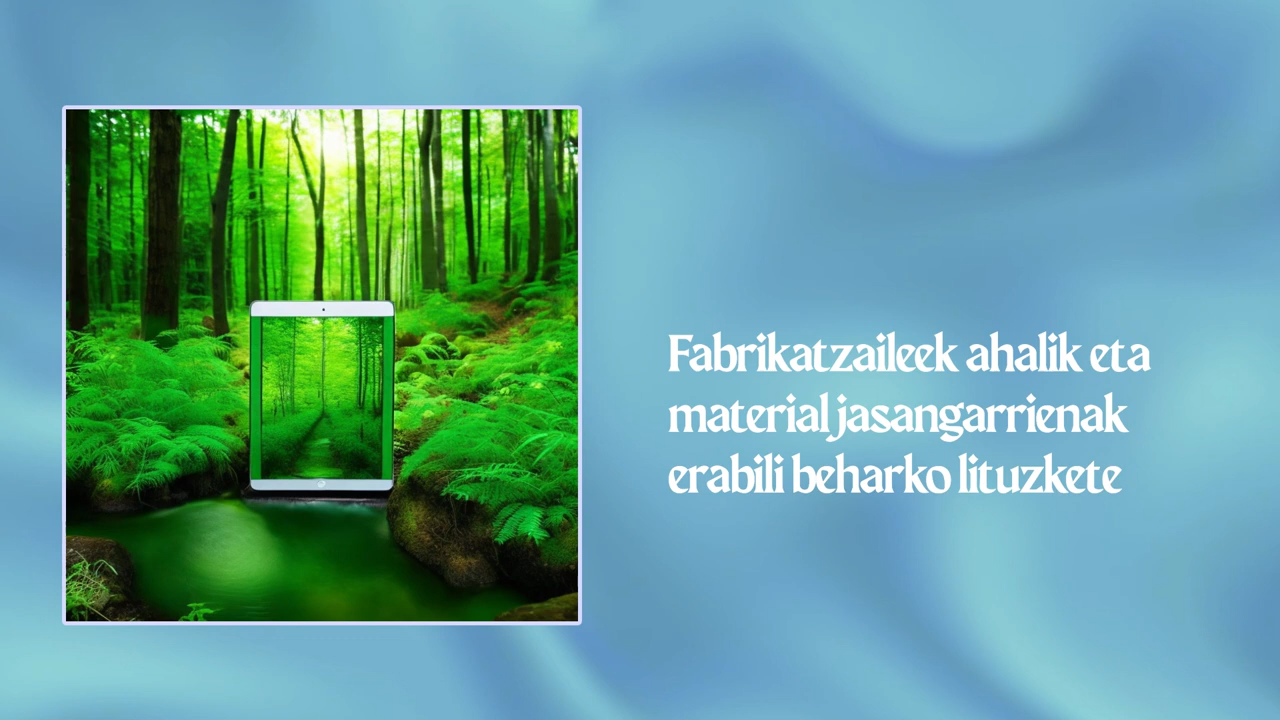 Fabrikatzaileek ahalik eta
material jasangarrienak
erabili beharko lituzkete